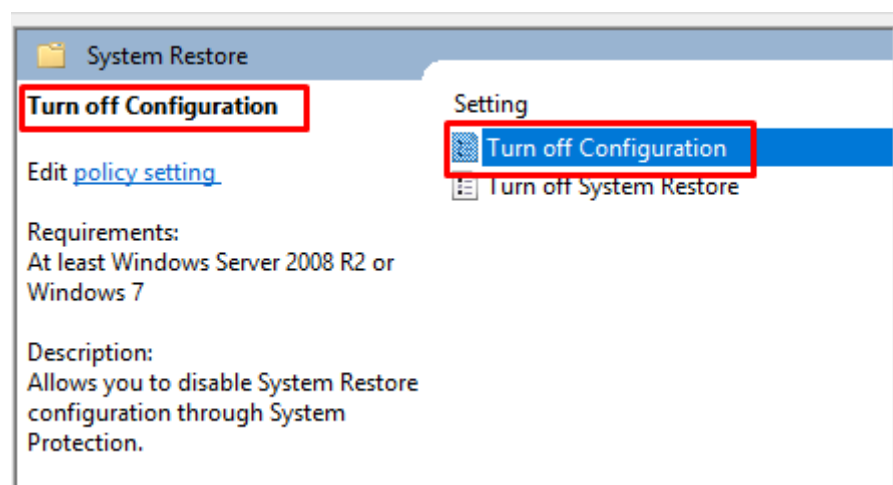 System Restore
Turn off Configuration
Edit policy setting
Requirements:
At least Windows Server 2008 R2 or
Windows 7
Description:
Allows you to disable System Restore
configuration through System
Protection.
Setting
Turn off Configuration
Turn off System Restore